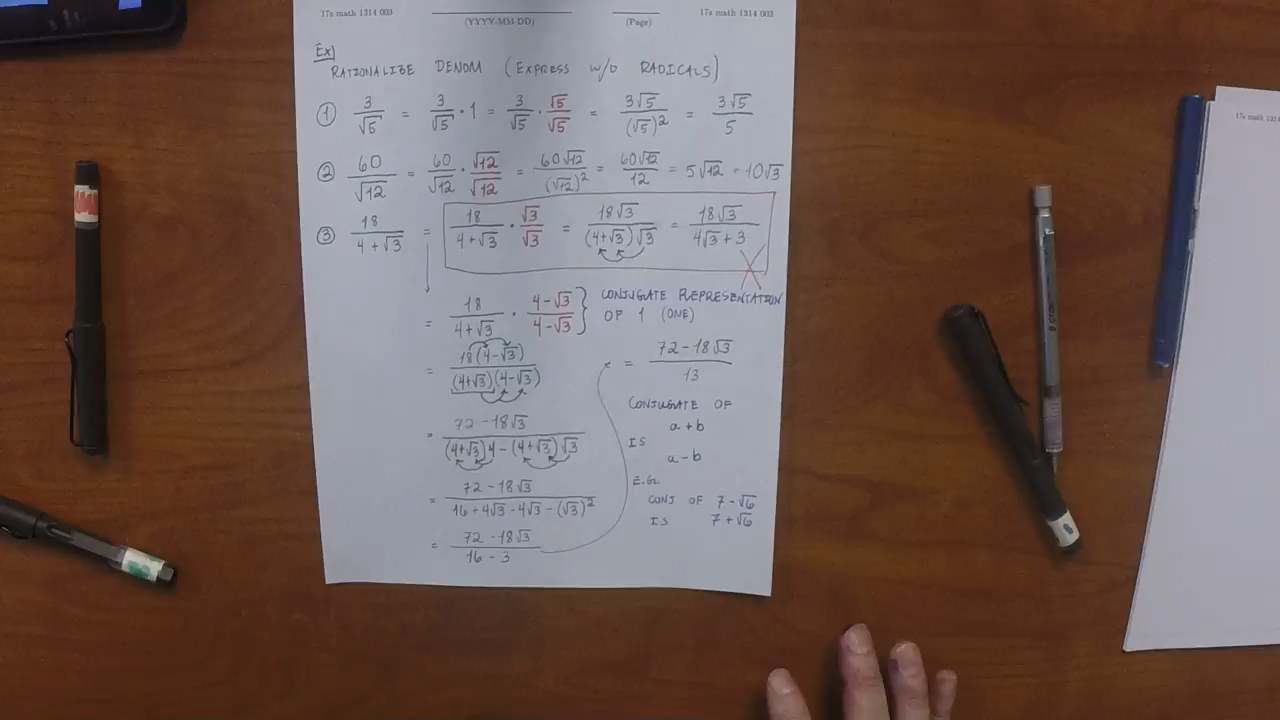 17s math 1314 003
(YYYY-MM-DD)
(Page)
17s math 1314 003
Ex)
RATIONALIZE DENOM (EXPRESS W/O RADICALS)
① 3/√5 = 3/√5 · 1 = 3/√5 · √5/√5 = 3√5/(√5)² = 3√5/5
② 60/√12 = 60/√12 · √12/√12 = 60√12/(√12)² = 60√12/12 = 5√12 = 10√3
③ 18/(4+√3) = 18/(4+√3) · √3/√3 = 18√3/((4+√3)√3) = 18√3/(4√3+3)
= 18/(4+√3) · (4-√3)/(4-√3) } CONJUGATE REPRESENTATION
OF 1 (ONE)
= 18(4-√3)/((4+√3)(4-√3))
= (72-18√3)/((4+√3)4-(4+√3)√3)
= (72-18√3)/(16+4√3-4√3-(√3)²)
= (72-18√3)/(16-3)
= (72-18√3)/13
CONJUGATE OF
a+b
IS
a-b
E.G.
CONJ OF 7-√6
IS 7+√6
17s math 1314